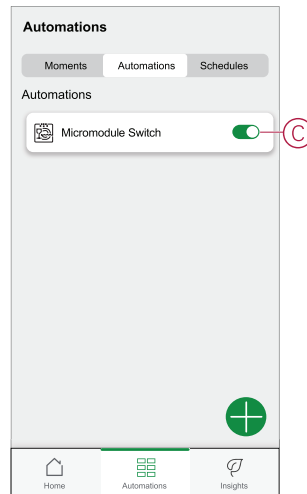 Automations
Moments Automations Schedules
Automations
Micromodule Switch
C
Home Automations Insights